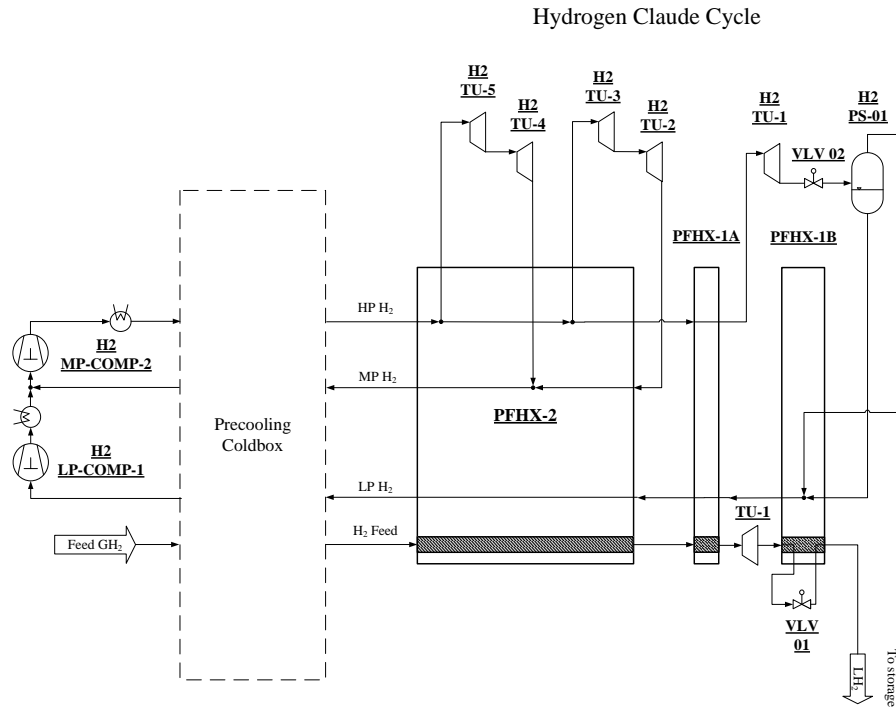 Hydrogen Claude Cycle
H2
TU-5
H2
TU-4
H2
TU-3
H2
TU-2
H2
TU-1
VLV 02
H2
PS-01
PFHX-1A
PFHX-1B
HP H₂
H2
MP-COMP-2
MP H₂
PFHX-2
Precooling
Coldbox
H2
LP-COMP-1
LP H₂
TU-1
Feed GH₂
H₂ Feed
VLV
01
LH₂
To storage